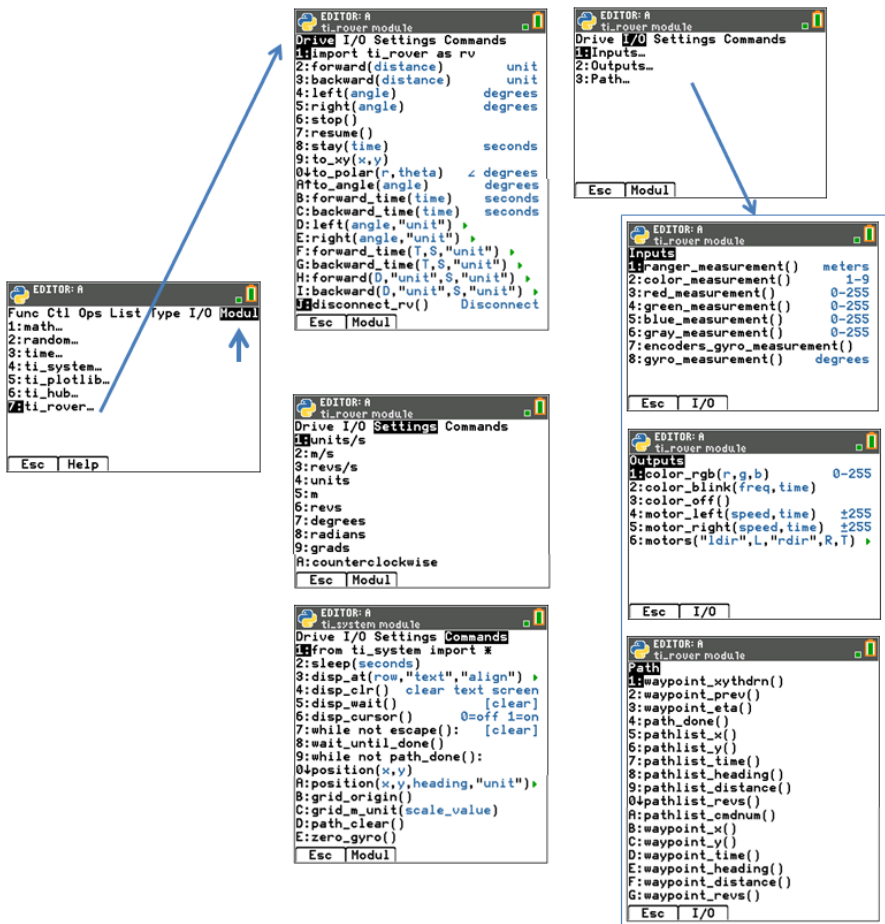 EDITOR: A
Func Ctl Ops List Type I/O Modul
1:math…
2:random…
3:time…
4:ti_system…
5:ti_plotlib…
6:ti_hub…
7:ti_rover…
Esc Help
EDITOR: A
ti_rover module
Drive I/O Settings Commands
1:import ti_rover as rv
2:forward(distance) unit
3:backward(distance) unit
4:left(angle) degrees
5:right(angle) degrees
6:stop()
7:resume()
8:stay(time) seconds
9:to_xy(x,y)
0↓to_polar(r,theta) ∠ degrees
A↑to_angle(angle) degrees
B:forward_time(time) seconds
C:backward_time(time) seconds
D:left(angle,"unit") ▸
E:right(angle,"unit") ▸
F:forward_time(T,S,"unit") ▸
G:backward_time(T,S,"unit") ▸
H:forward(D,"unit",S,"unit") ▸
I:backward(D,"unit",S,"unit") ▸
J:disconnect_rv() Disconnect
Esc Modul
EDITOR: A
ti_rover module
Drive I/O Settings Commands
1:units/s
2:m/s
3:revs/s
4:units
5:m
6:revs
7:degrees
8:radians
9:grads
A:counterclockwise
Esc Modul
EDITOR: A
ti_system module
Drive I/O Settings Commands
1:from ti_system import *
2:sleep(seconds)
3:disp_at(row,"text","align") ▸
4:disp_clr() clear text screen
5:disp_wait() [clear]
6:disp_cursor() 0=off 1=on
7:while not escape(): [clear]
8:wait_until_done()
9:while not path_done():
0↓position(x,y)
A:position(x,y,heading,"unit")▸
B:grid_origin()
C:grid_m_unit(scale_value)
D:path_clear()
E:zero_gyro()
Esc Modul
EDITOR: A
ti_rover module
Drive I/O Settings Commands
1:Inputs…
2:Outputs…
3:Path…
Esc Modul
EDITOR: A
ti_rover module
Inputs
1:ranger_measurement() meters
2:color_measurement() 1-9
3:red_measurement() 0-255
4:green_measurement() 0-255
5:blue_measurement() 0-255
6:gray_measurement() 0-255
7:encoders_gyro_measurement()
8:gyro_measurement() degrees
Esc I/O
EDITOR: A
ti_rover module
Outputs
1:color_rgb(r,g,b) 0-255
2:color_blink(freq,time)
3:color_off()
4:motor_left(speed,time) ±255
5:motor_right(speed,time) ±255
6:motors("ldir",L,"rdir",R,T) ▸
Esc I/O
EDITOR: A
ti_rover module
Path
1:waypoint_xythdrn()
2:waypoint_prev()
3:waypoint_eta()
4:path_done()
5:pathlist_x()
6:pathlist_y()
7:pathlist_time()
8:pathlist_heading()
9:pathlist_distance()
0↓pathlist_revs()
A:pathlist_cmdnum()
B:waypoint_x()
C:waypoint_y()
D:waypoint_time()
E:waypoint_heading()
F:waypoint_distance()
G:waypoint_revs()
Esc I/O